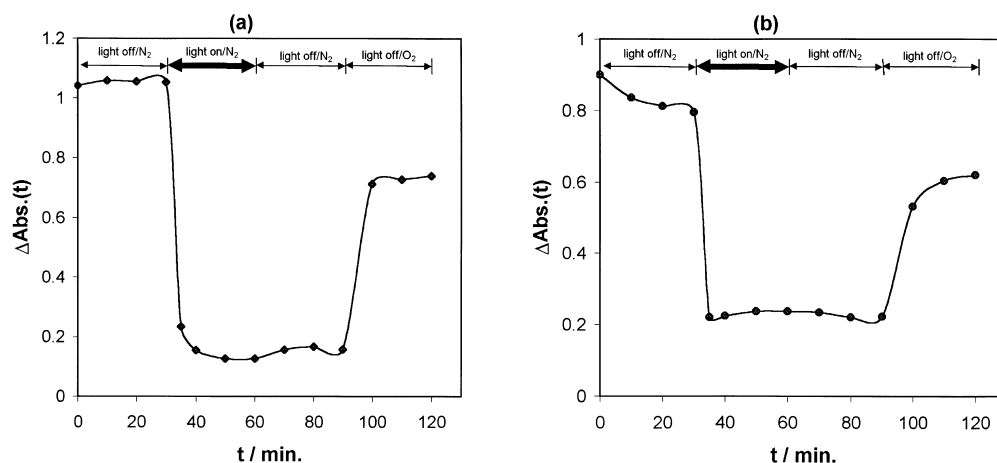 (a)
light off/N2 light on/N2 light off/N2 light off/O2
1.2
1
0.8
0.6
0.4
0.2
0
ΔAbs.(t)
0 20 40 60 80 100 120
t / min.
(b)
light off/N2 light on/N2 light off/N2 light off/O2
1
0.8
0.6
0.4
0.2
0
ΔAbs.(t)
0 20 40 60 80 100 120
t / min.